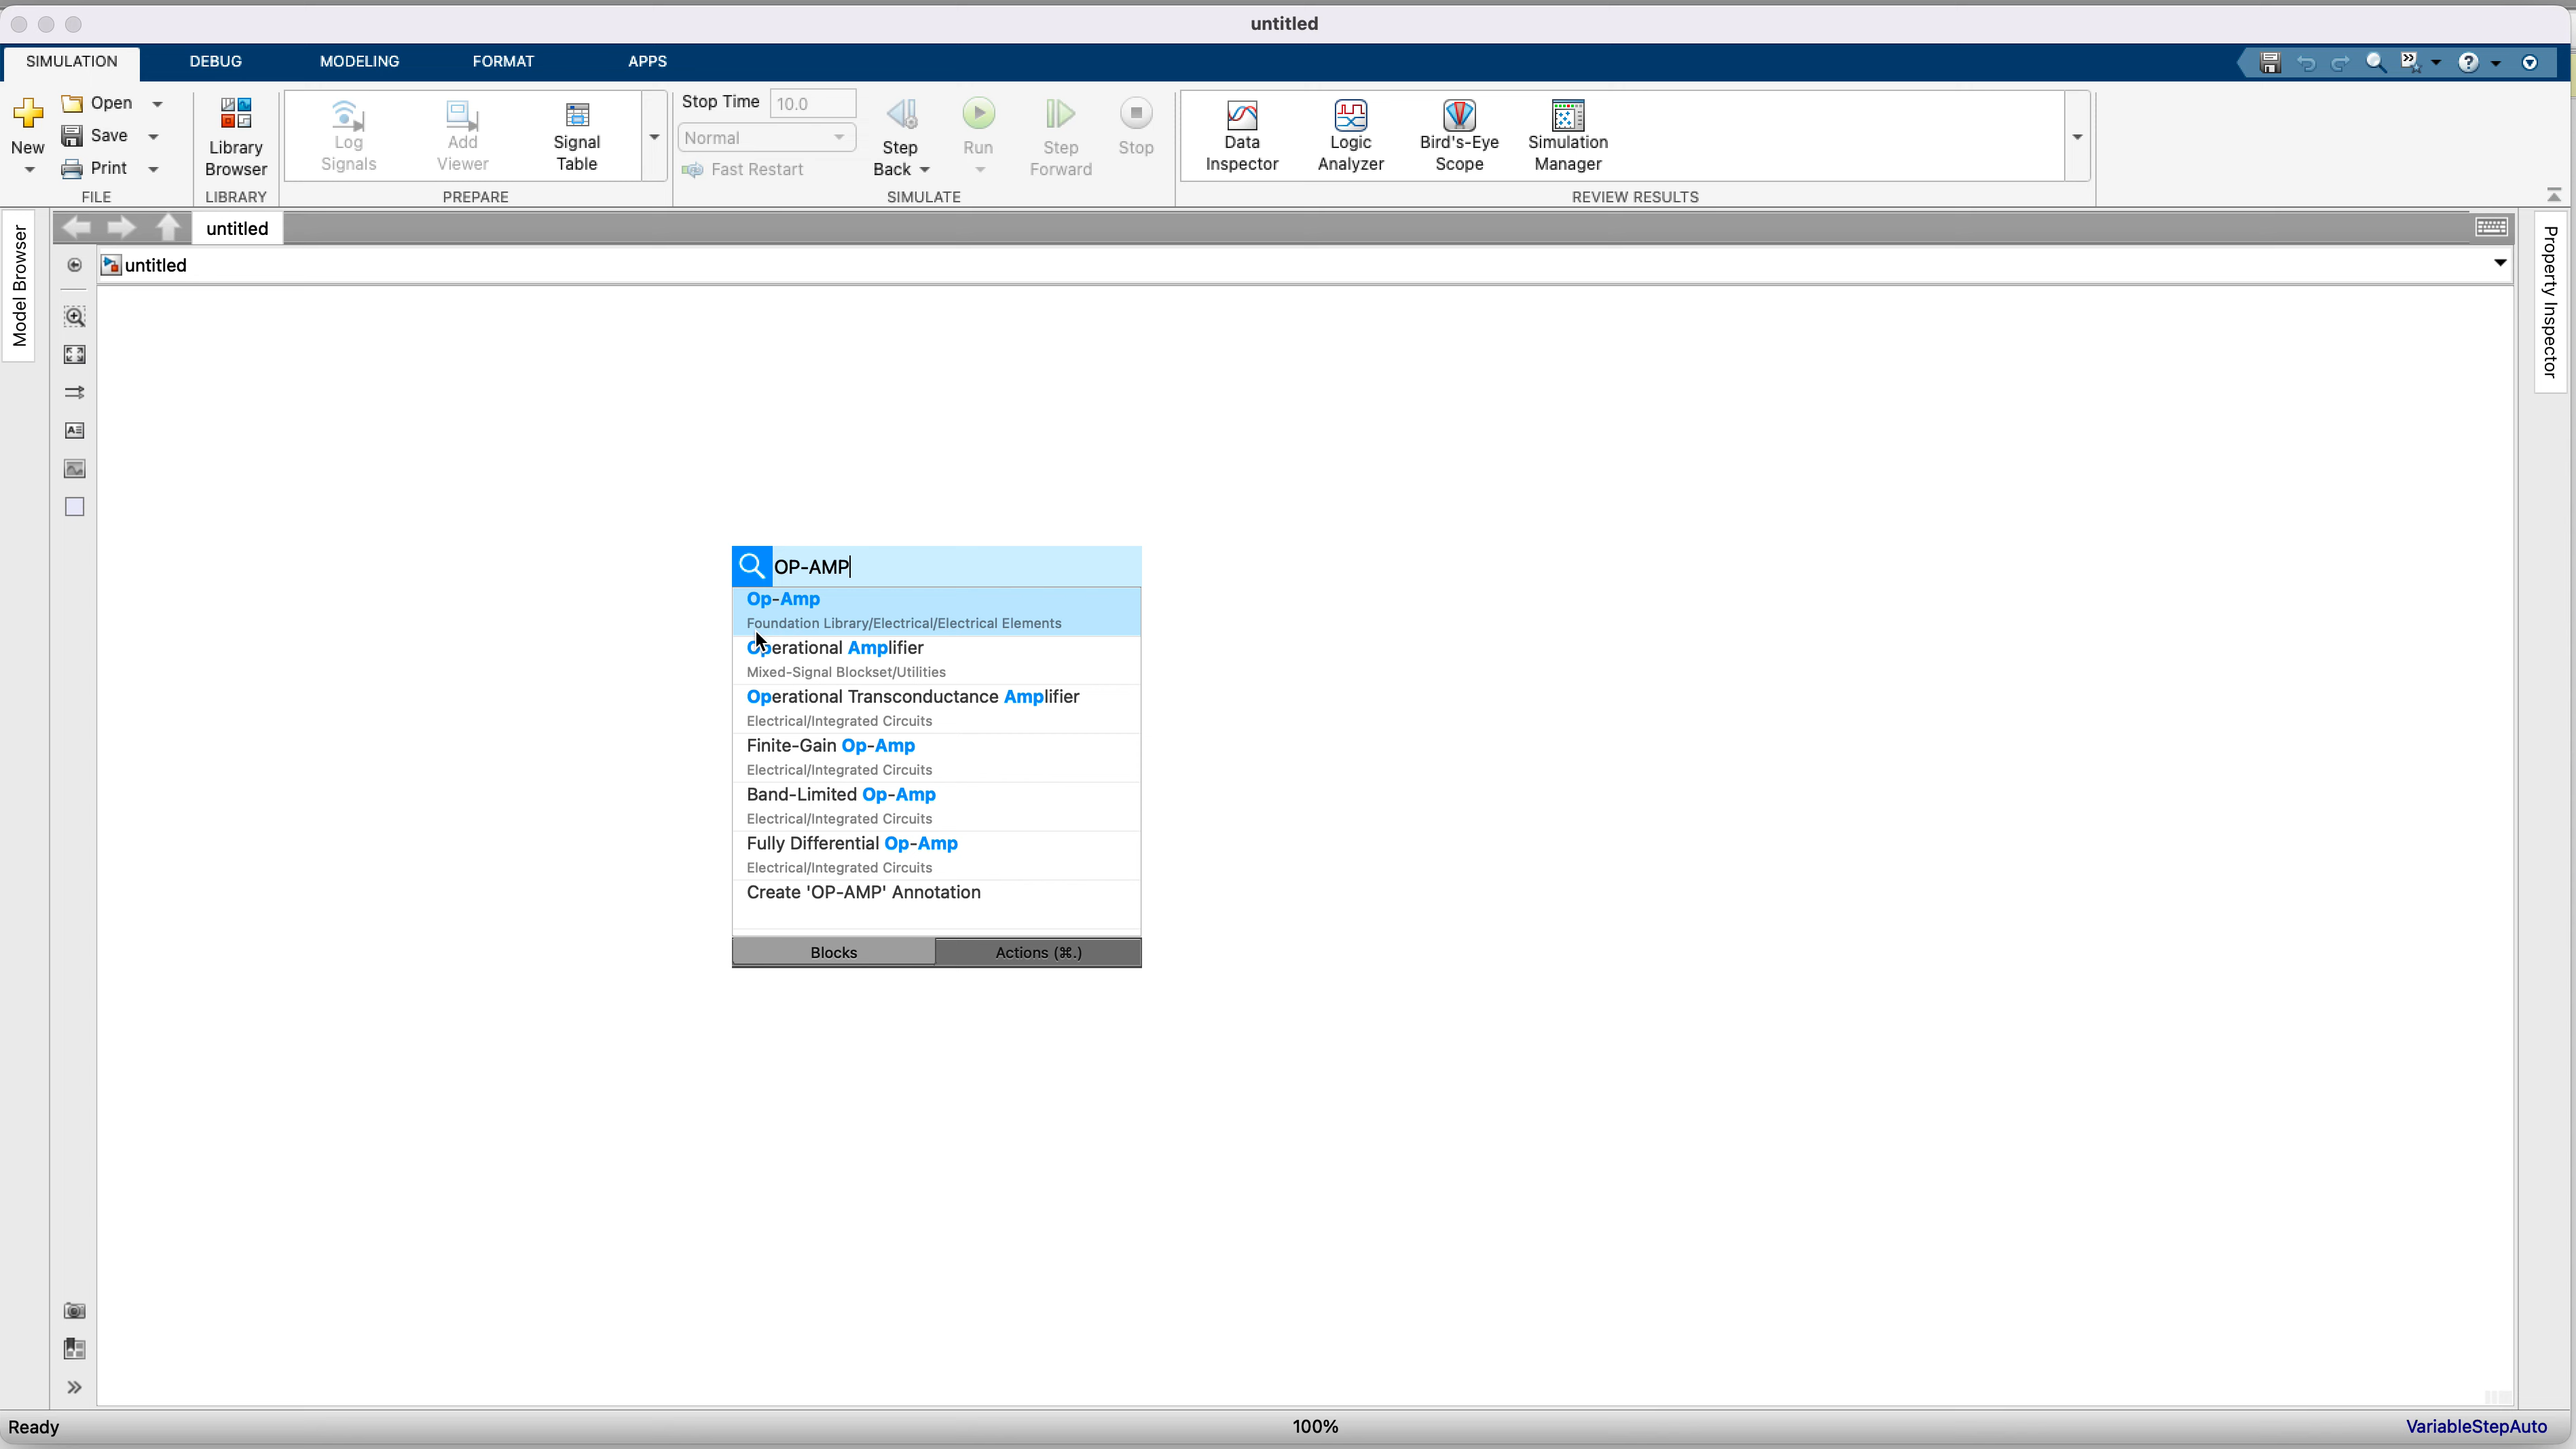 untitled
SIMULATION DEBUG MODELING FORMAT APPS
New
Open
Save
Print
FILE
Library Browser
LIBRARY
Log Signals
Add Viewer
Signal Table
PREPARE
Stop Time 10.0
Normal
Fast Restart
Step Back
Run
Step Forward
Stop
SIMULATE
Data Inspector
Logic Analyzer
Bird's-Eye Scope
Simulation Manager
REVIEW RESULTS
Model Browser
untitled
untitled
Property Inspector
OP-AMP
Op-Amp
Foundation Library/Electrical/Electrical Elements
Operational Amplifier
Mixed-Signal Blockset/Utilities
Operational Transconductance Amplifier
Electrical/Integrated Circuits
Finite-Gain Op-Amp
Electrical/Integrated Circuits
Band-Limited Op-Amp
Electrical/Integrated Circuits
Fully Differential Op-Amp
Electrical/Integrated Circuits
Create 'OP-AMP' Annotation
Blocks Actions (⌘.)
Ready 100% VariableStepAuto